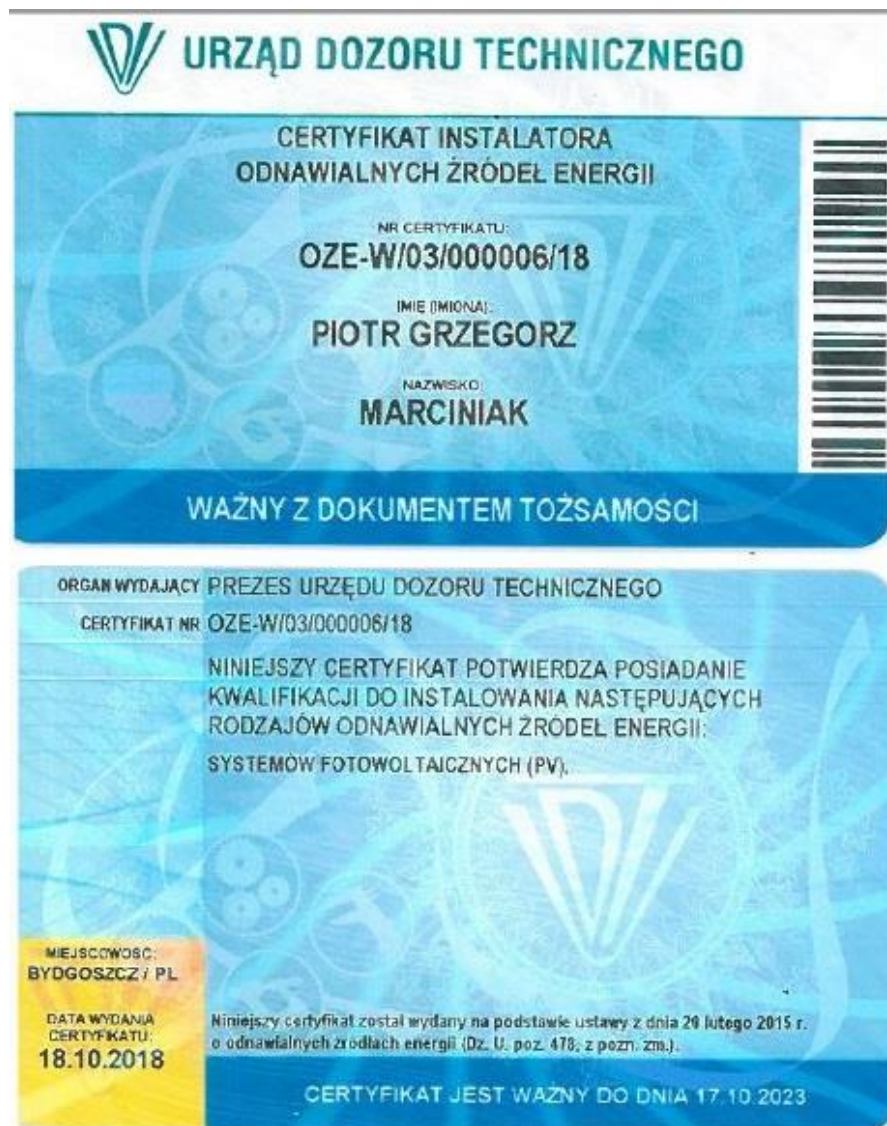 URZĄD DOZORU TECHNICZNEGO
CERTYFIKAT INSTALATORA
ODNAWIALNYCH ŹRÓDEŁ ENERGII
NR CERTYFIKATU:
OZE-W/03/000006/18
IMIĘ (IMIONA):
PIOTR GRZEGORZ
NAZWISKO:
MARCINIAK
WAŻNY Z DOKUMENTEM TOŻSAMOŚCI
ORGAN WYDAJĄCY PREZES URZĘDU DOZORU TECHNICZNEGO
CERTYFIKAT NR OZE-W/03/000006/18
NINIEJSZY CERTYFIKAT POTWIERDZA POSIADANIE
KWALIFIKACJI DO INSTALOWANIA NASTĘPUJĄCYCH
RODZAJÓW ODNAWIALNYCH ŹRÓDEŁ ENERGII:
SYSTEMÓW FOTOWOLTAICZNYCH (PV).
MIEJSCOWOŚĆ:
BYDGOSZCZ / PL
DATA WYDANIA
CERTYFIKATU:
18.10.2018
Niniejszy certyfikat został wydany na podstawie ustawy z dnia 20 lutego 2015 r.
o odnawialnych źródłach energii (Dz. U. poz. 478, z pozn. zm.).
CERTYFIKAT JEST WAŻNY DO DNIA 17.10.2023